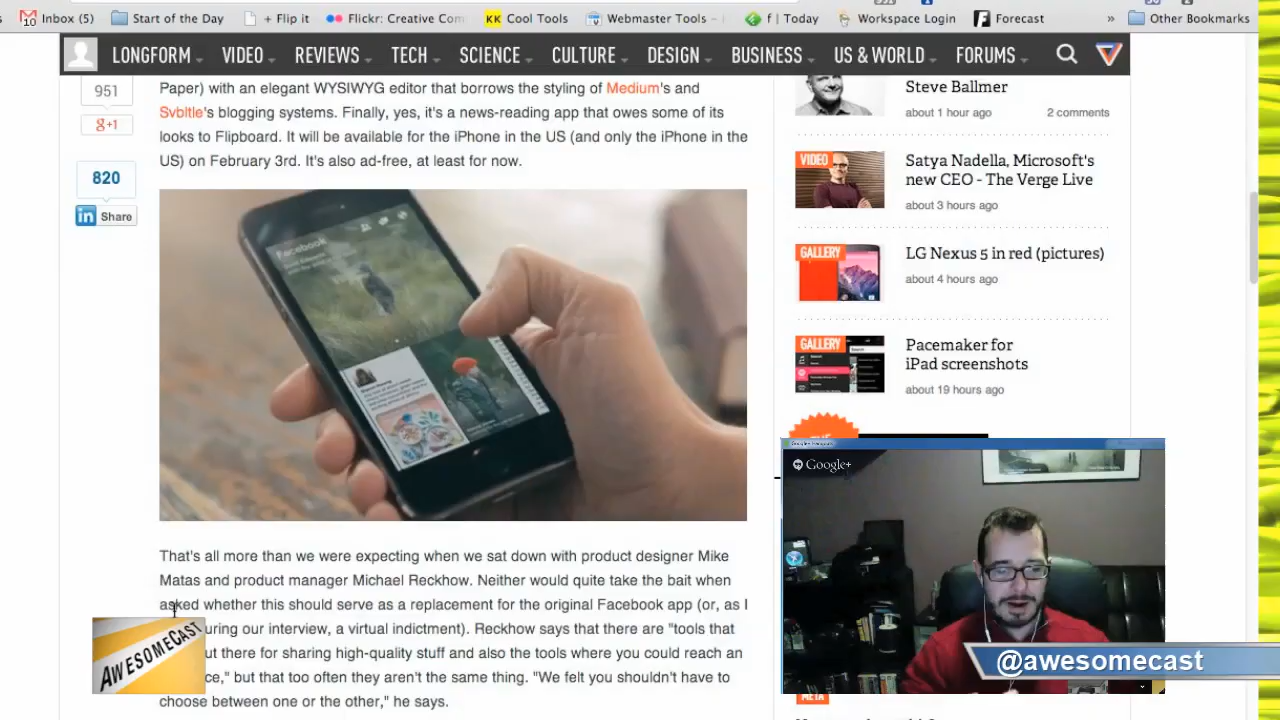 Inbox (5) Start of the Day + Flip it Flickr: Creative Com KK Cool Tools Webmaster Tools - f | Today Workspace Login Forecast » Other Bookmarks
LONGFORM VIDEO REVIEWS TECH SCIENCE CULTURE DESIGN BUSINESS US & WORLD FORUMS
951
g+1
820
in Share
Paper) with an elegant WYSIWYG editor that borrows the styling of Medium's and
Svbltle's blogging systems. Finally, yes, it's a news-reading app that owes some of its
looks to Flipboard. It will be available for the iPhone in the US (and only the iPhone in the
US) on February 3rd. It's also ad-free, at least for now.
Facebook
That's all more than we were expecting when we sat down with product designer Mike
Matas and product manager Michael Reckhow. Neither would quite take the bait when
asked whether this should serve as a replacement for the original Facebook app (or, as I
uring our interview, a virtual indictment). Reckhow says that there are "tools that
ut there for sharing high-quality stuff and also the tools where you could reach an
ce," but that too often they aren't the same thing. "We felt you shouldn't have to
choose between one or the other," he says.
AWESOMECAST
Steve Ballmer
about 1 hour ago 2 comments
VIDEO
Satya Nadella, Microsoft's
new CEO - The Verge Live
about 3 hours ago
GALLERY
LG Nexus 5 in red (pictures)
about 4 hours ago
GALLERY
Pacemaker for
iPad screenshots
about 19 hours ago
Google+
@awesomecast
META